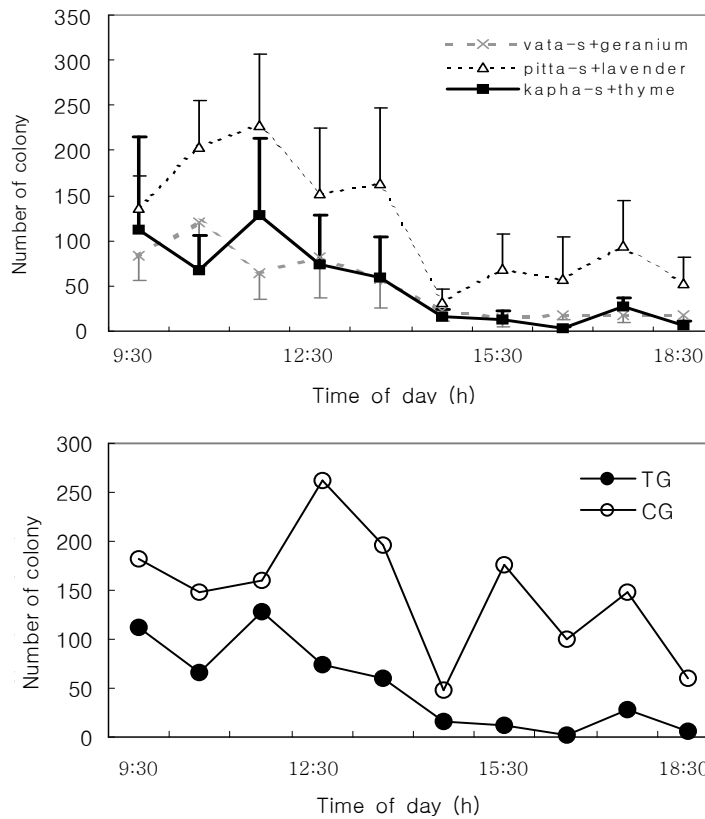 350
300
250
200
150
100
50
0
Number of colony
vata-s+geranium
pitta-s+lavender
kapha-s+thyme
9:30 12:30 15:30 18:30
Time of day (h)
300
250
200
150
100
50
0
Number of colony
TG
CG
9:30 12:30 15:30 18:30
Time of day (h)